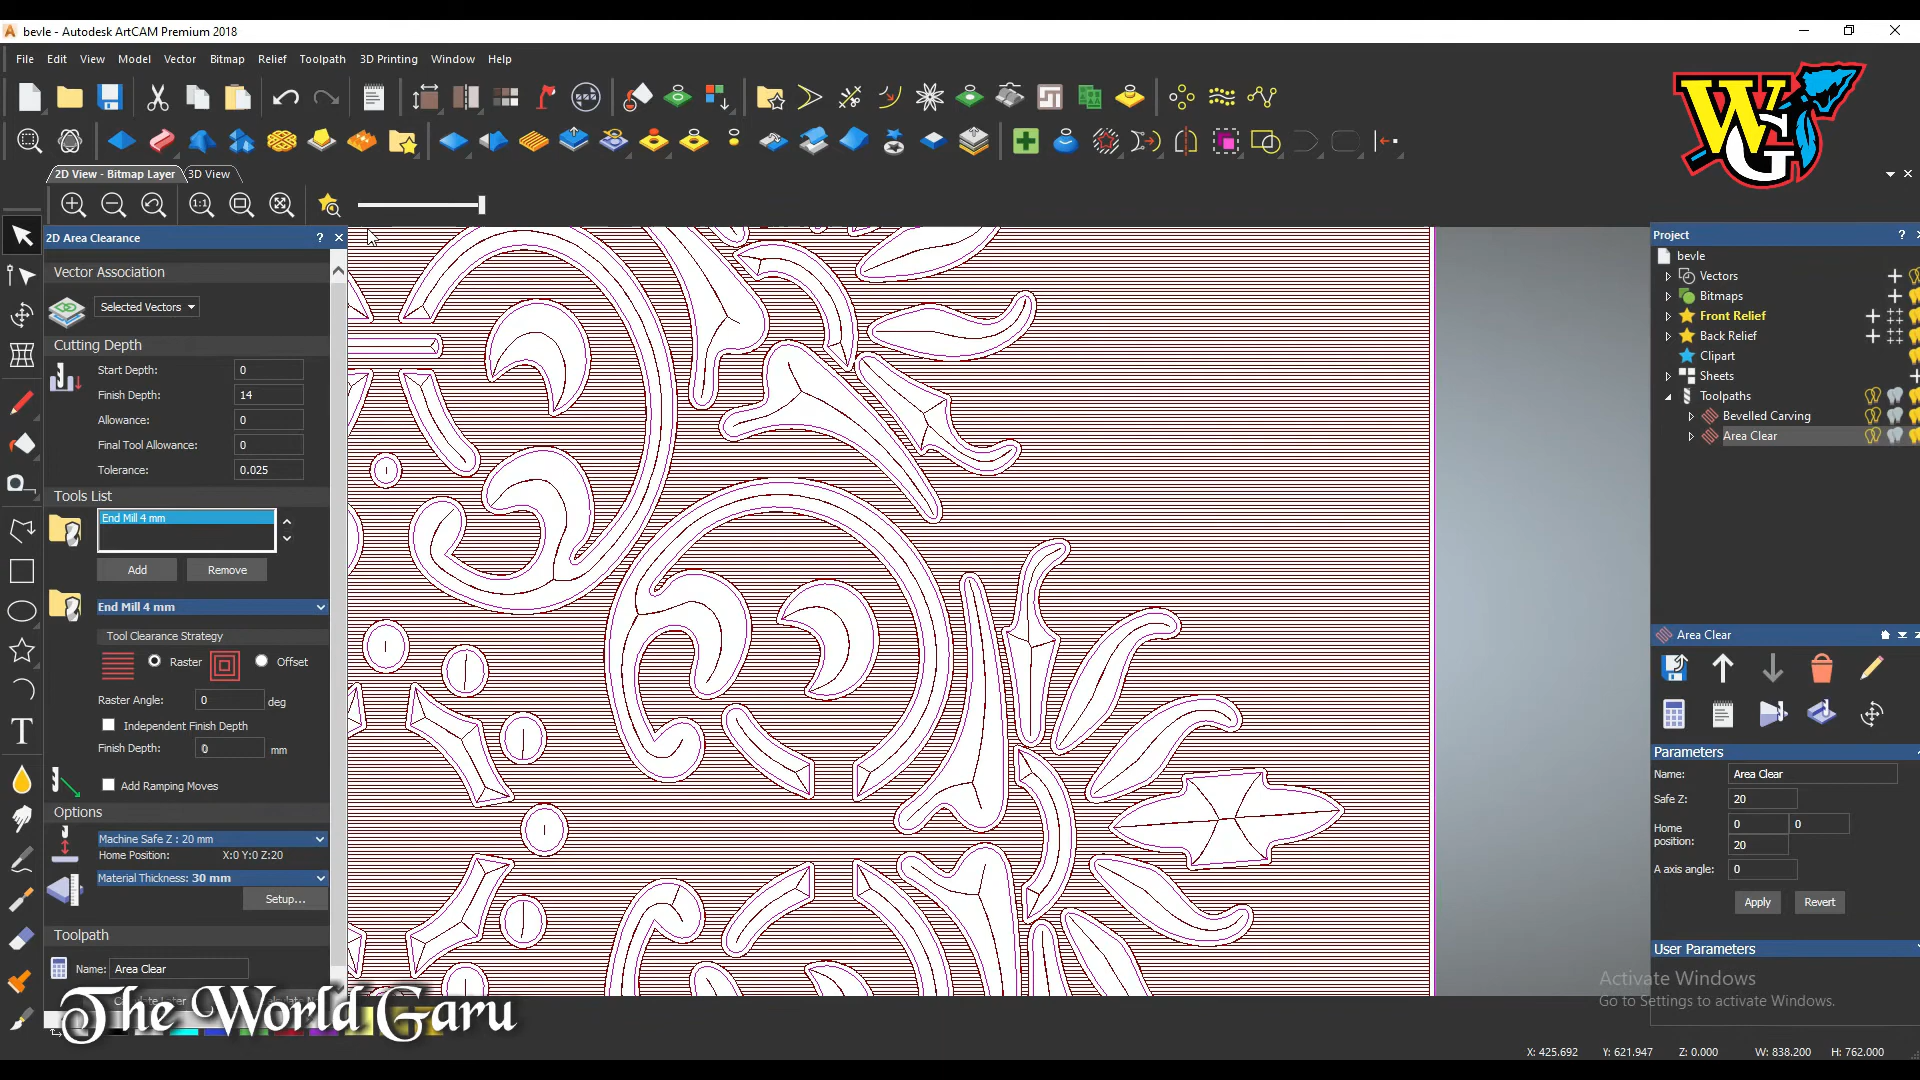 bevle - Autodesk ArtCAM Premium 2018
File Edit View Model Vector Bitmap Relief Toolpath 3D Printing Window Help
2D View - Bitmap Layer 3D View
1:1
WGS
2D Area Clearance ?
Vector Association
Selected Vectors
Cutting Depth
Start Depth: 0
Finish Depth: 14
Allowance: 0
Final Tool Allowance: 0
Tolerance: 0.025
Tools List
End Mill 4 mm
Add Remove
End Mill 4 mm
Tool Clearance Strategy
Raster Offset
Raster Angle: 0 deg
Independent Finish Depth
Finish Depth: 0 mm
Add Ramping Moves
Options
Machine Safe Z : 20 mm
Home Position: X:0 Y:0 Z:20
Material Thickness: 30 mm
Setup...
Toolpath
Name: Area Clear
The World Garu
Project ?
bevle
Vectors
Bitmaps
Front Relief
Back Relief
Clipart
Sheets
Toolpaths
Bevelled Carving
Area Clear
Area Clear
Parameters
Name: Area Clear
Safe Z: 20
Home position: 0 0
20
A axis angle: 0
Apply Revert
User Parameters
Activate Windows
Go to Settings to activate Windows.
X: 425.692 Y: 621.947 Z: 0.000 W: 838.200 H: 762.000